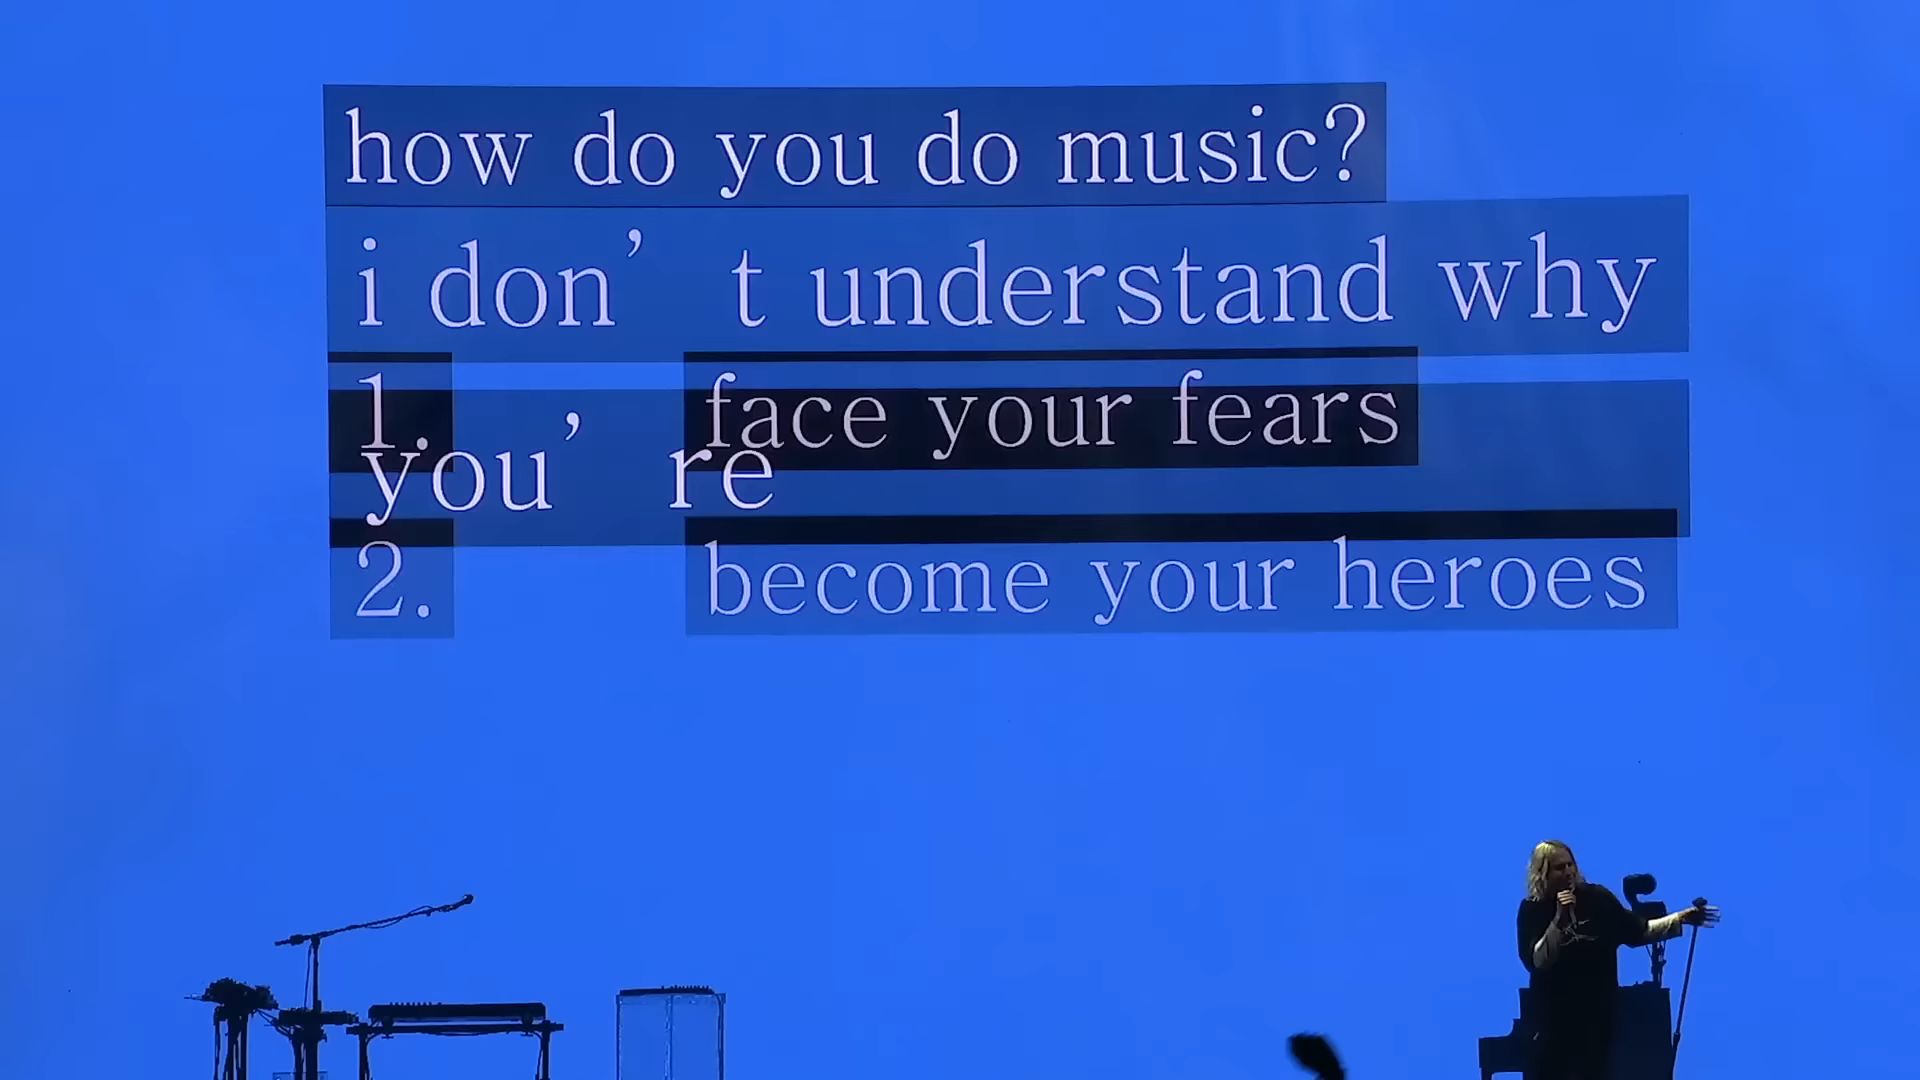 how do you do music?
i don’t understand why
1. face your fears
you’re
2. become your heroes